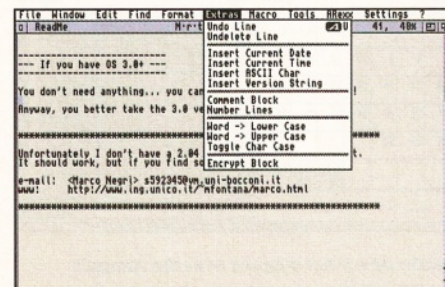 File Window Edit Find Format Extras Macro Tools ARexx Settings ?
ReadMe 41, 48%
Undo Line U
Undelete Line
Insert Current Date
Insert Current Time
Insert ASCII Char
Insert Version String
Comment Block
Number Lines
Word -> Lower Case
Word -> Upper Case
Toggle Char Case
Encrypt Block
--- If you have OS 3.0+ ---
You don't need anything... you can !
Anyway, you better take the 3.0 ve
Unfortunately I don't have a 2.04 t.
It should work, but if you find so
e-mail: <Marco Negri> s5923450@vm.uni-bocconi.it
www: http://www.ing.unico.it/~mfontana/marco.html